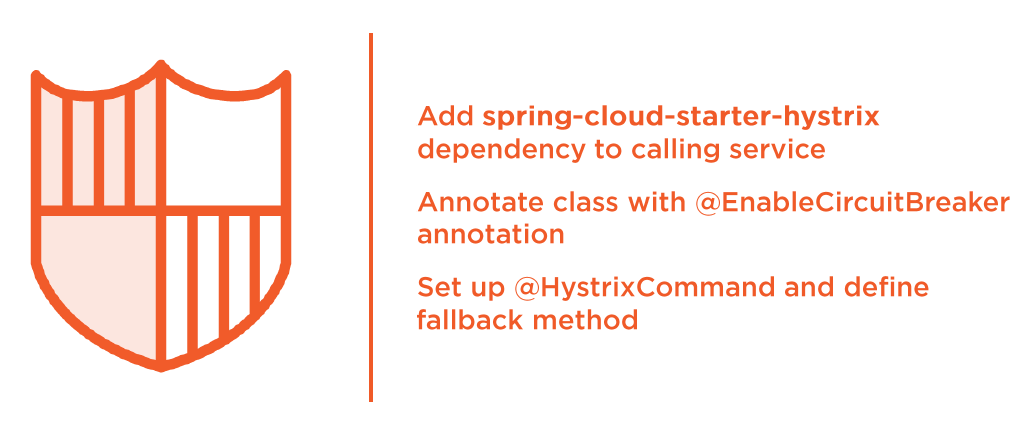 Add spring-cloud-starter-hystrix
dependency to calling service
Annotate class with @EnableCircuitBreaker
annotation
Set up @HystrixCommand and define
fallback method